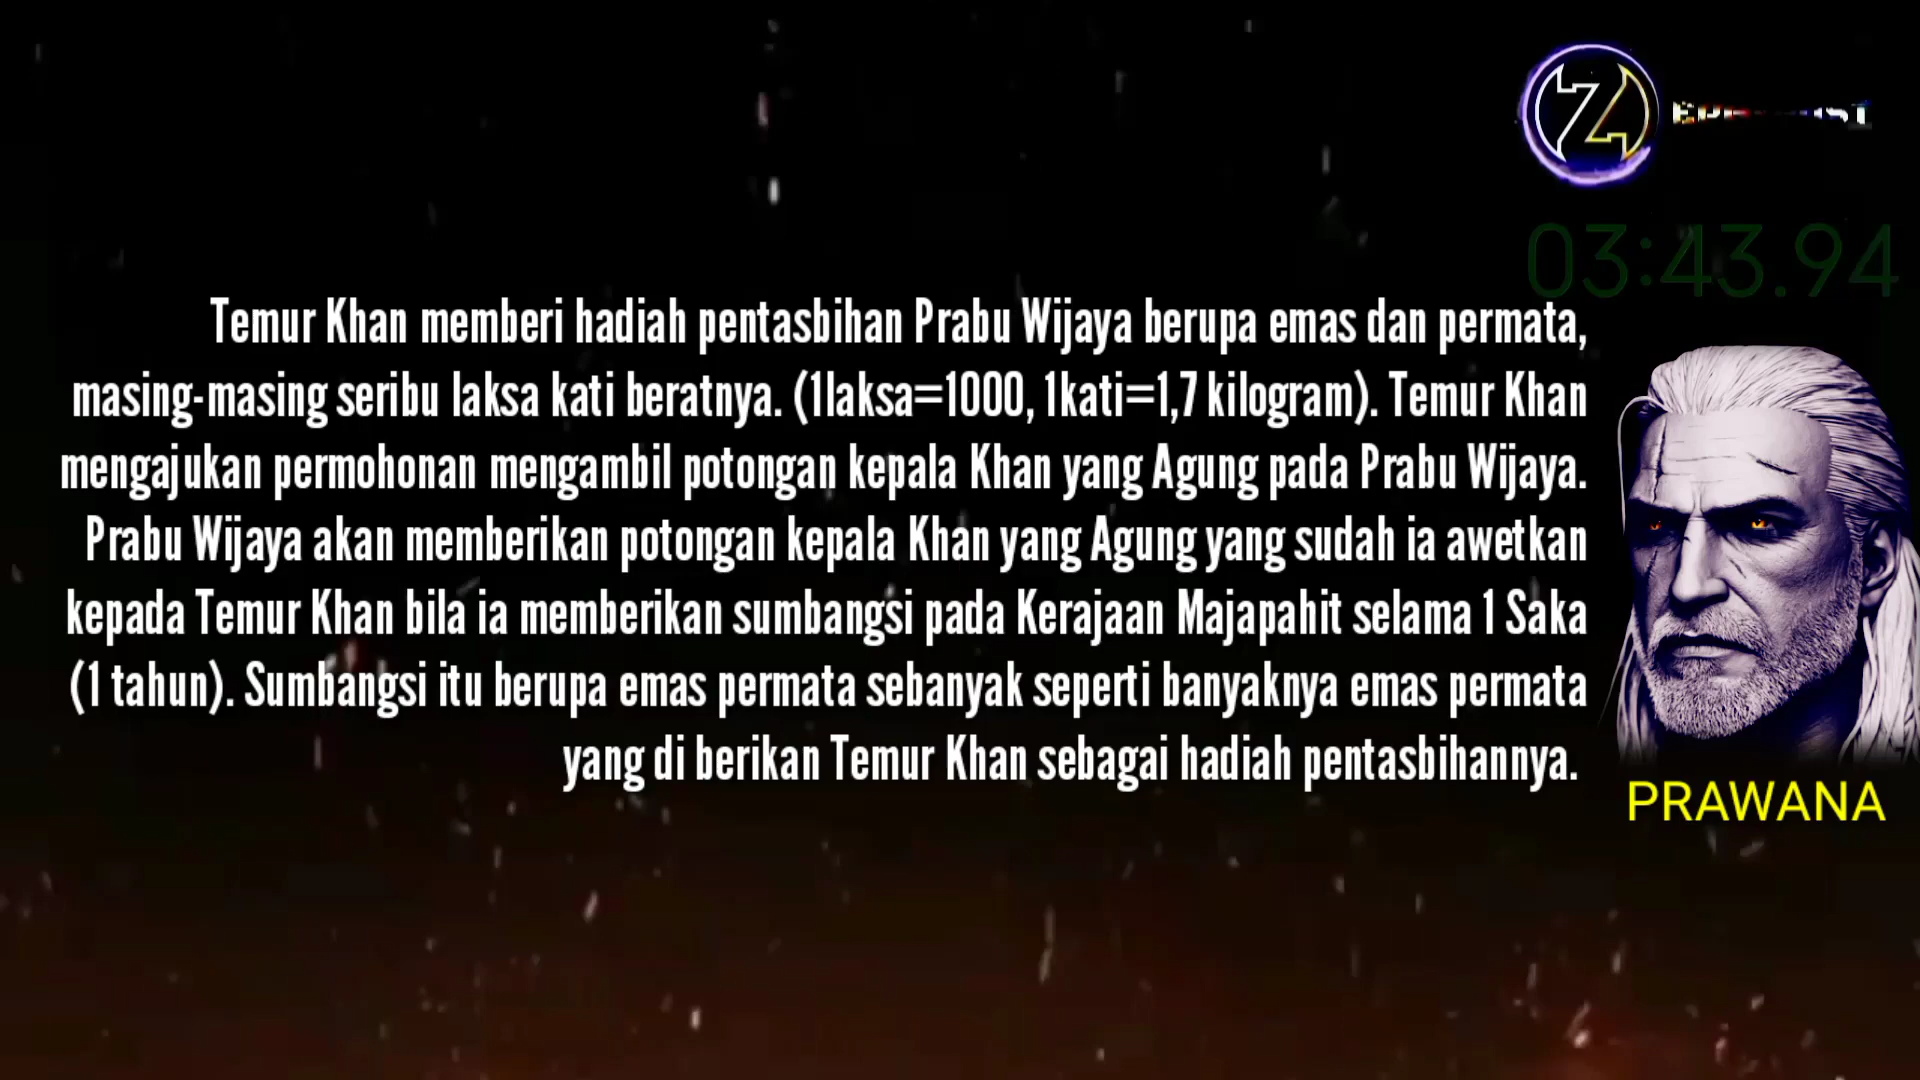 03:43.94
Temur Khan memberi hadiah pentasbihan Prabu Wijaya berupa emas dan permata,
masing-masing seribu laksa kati beratnya. (1laksa=1000, 1kati=1,7 kilogram). Temur Khan
mengajukan permohonan mengambil potongan kepala Khan yang Agung pada Prabu Wijaya.
Prabu Wijaya akan memberikan potongan kepala Khan yang Agung yang sudah ia awetkan
kepada Temur Khan bila ia memberikan sumbangsi pada Kerajaan Majapahit selama 1 Saka
(1 tahun). Sumbangsi itu berupa emas permata sebanyak seperti banyaknya emas permata
yang di berikan Temur Khan sebagai hadiah pentasbihannya.
PRAWANA